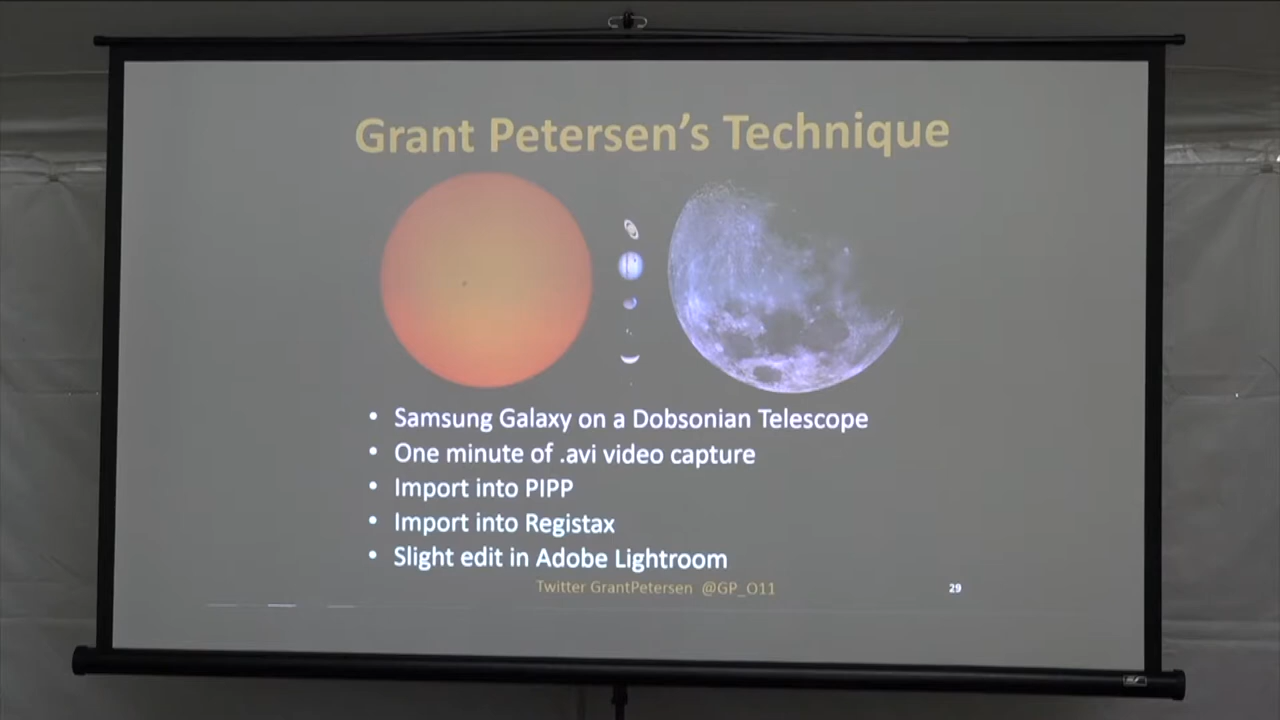 Grant Petersen's Technique
• Samsung Galaxy on a Dobsonian Telescope
• One minute of .avi video capture
• Import into PIPP
• Import into Registax
• Slight edit in Adobe Lightroom
Twitter GrantPetersen @GP_O11
29